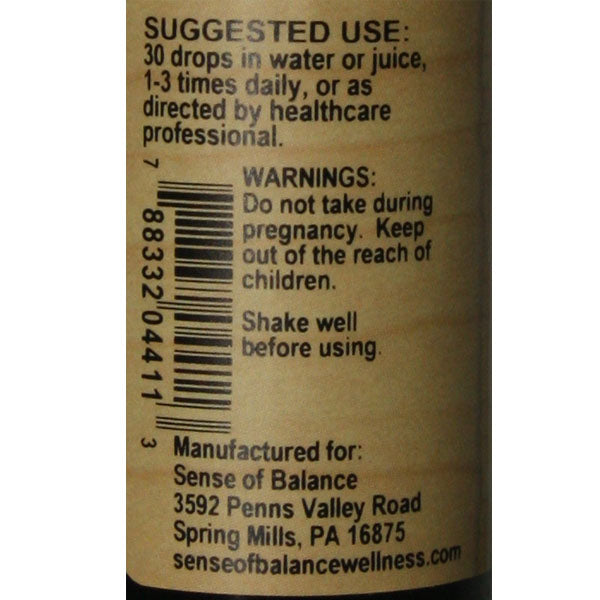 SUGGESTED USE:
30 drops in water or juice,
1-3 times daily, or as
directed by healthcare
professional.
7 88332 04411 3
WARNINGS:
Do not take during
pregnancy. Keep
out of the reach of
children.
Shake well
before using.
Manufactured for:
Sense of Balance
3592 Penns Valley Road
Spring Mills, PA 16875
senseofbalancewellness.com